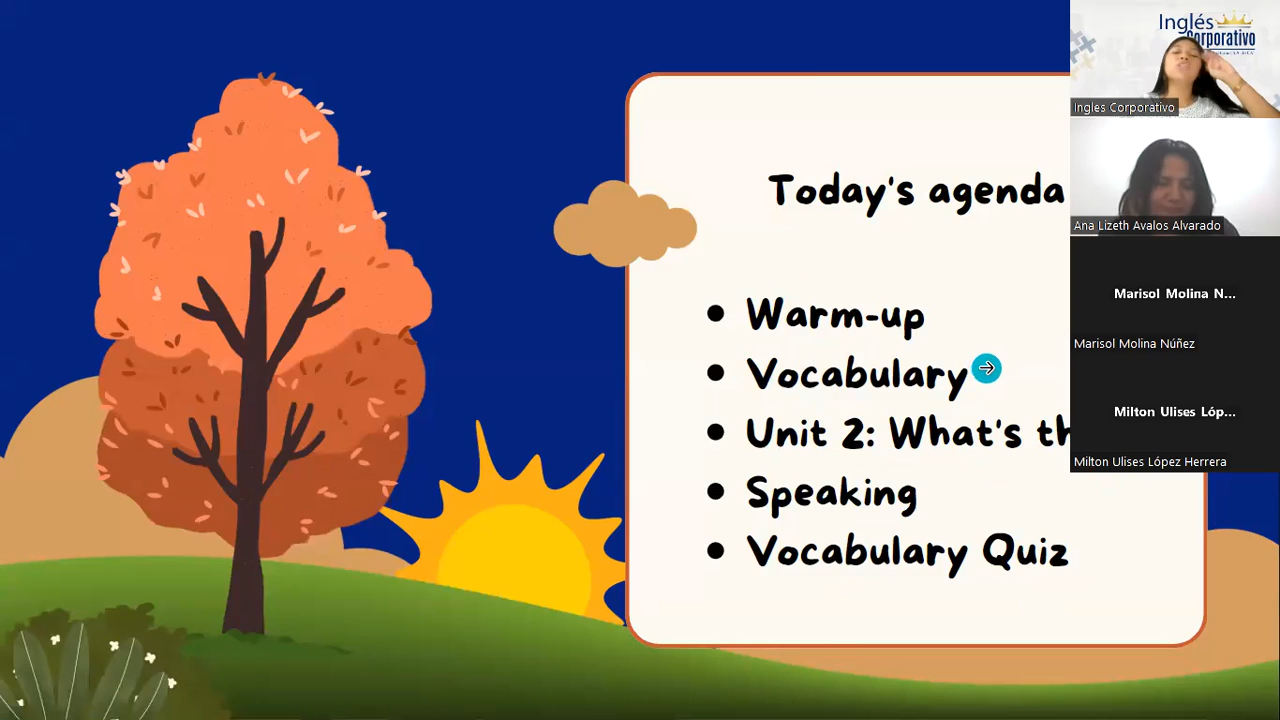 Today's agenda
Warm-up
Vocabulary
Unit 2: What's th
Speaking
Vocabulary Quiz
Inglés
Corporativo
Ingles Corporativo
Ana Lizeth Avalos Alvarado
Marisol Molina N...
Marisol Molina Núñez
Milton Ulises Lóp...
Milton Ulises López Herrera